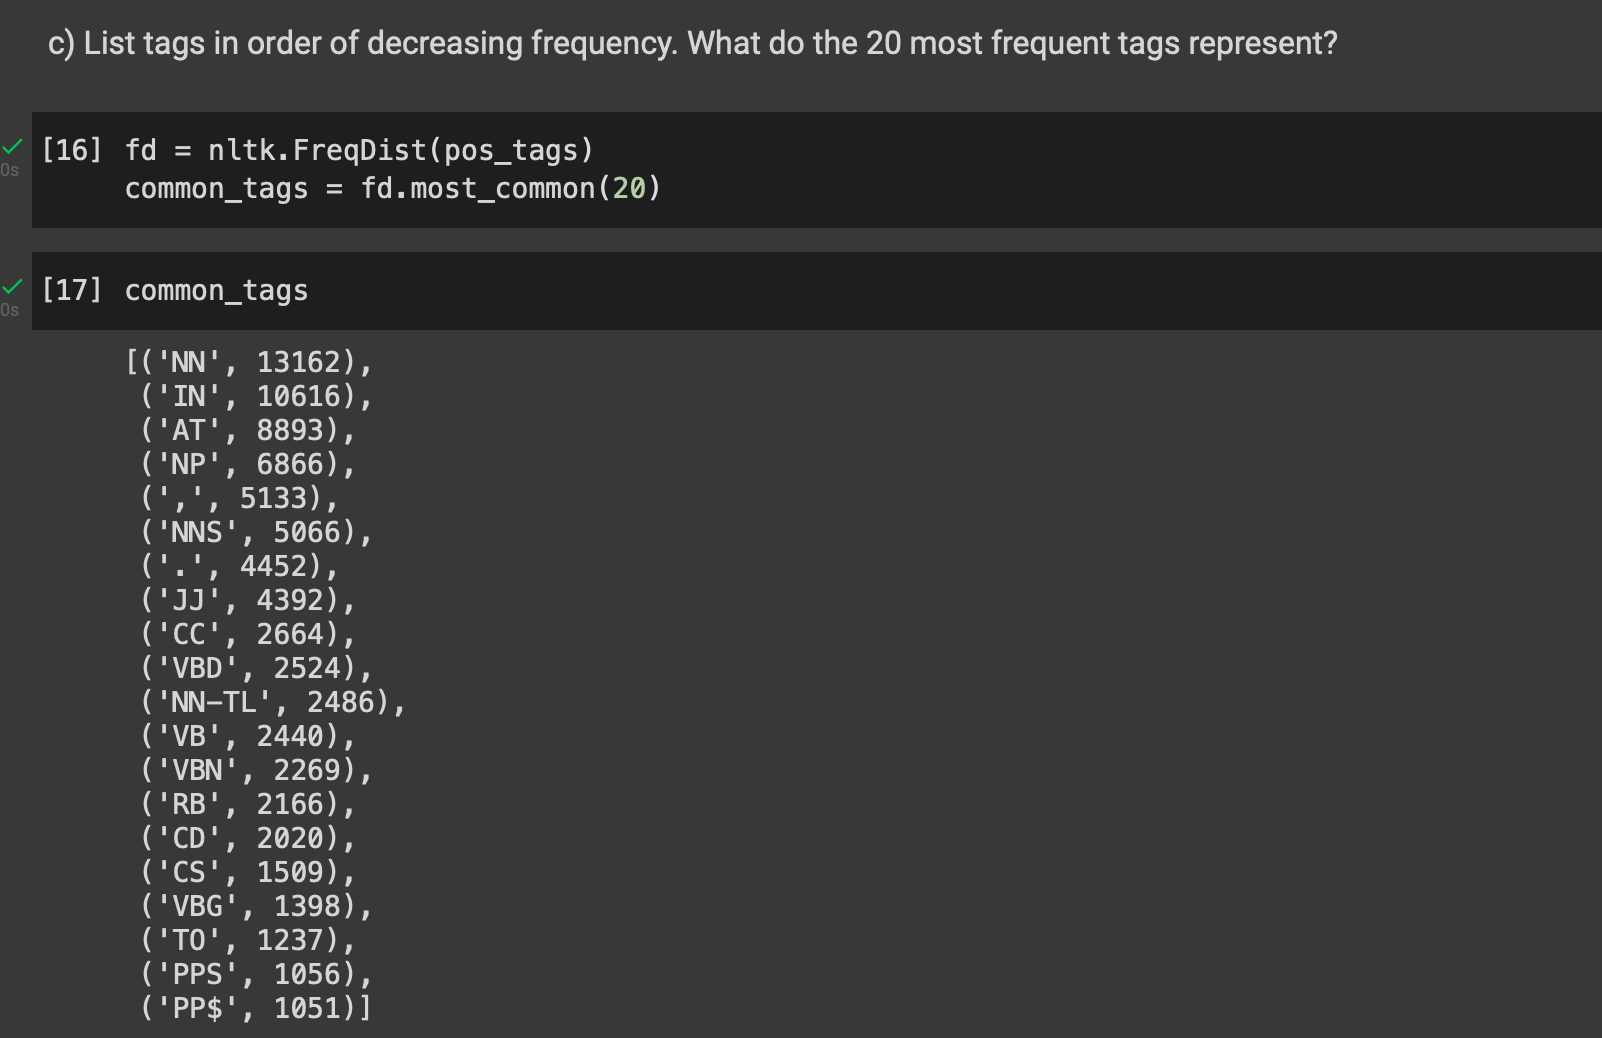 c) List tags in order of decreasing frequency. What do the 20 most frequent tags represent?
[16] fd = nltk.FreqDist(pos_tags)
0s
common_tags = fd.most_common(20)
[17] common_tags
0s
[('NN', 13162),
('IN', 10616),
('AT', 8893),
('NP', 6866),
(',', 5133),
('NNS', 5066),
('.', 4452),
('JJ', 4392),
('CC', 2664),
('VBD', 2524),
('NN-TL', 2486),
('VB', 2440),
('VBN', 2269),
('RB', 2166),
('CD', 2020),
('CS', 1509),
('VBG', 1398),
('TO', 1237),
('PPS', 1056),
('PP$', 1051)]